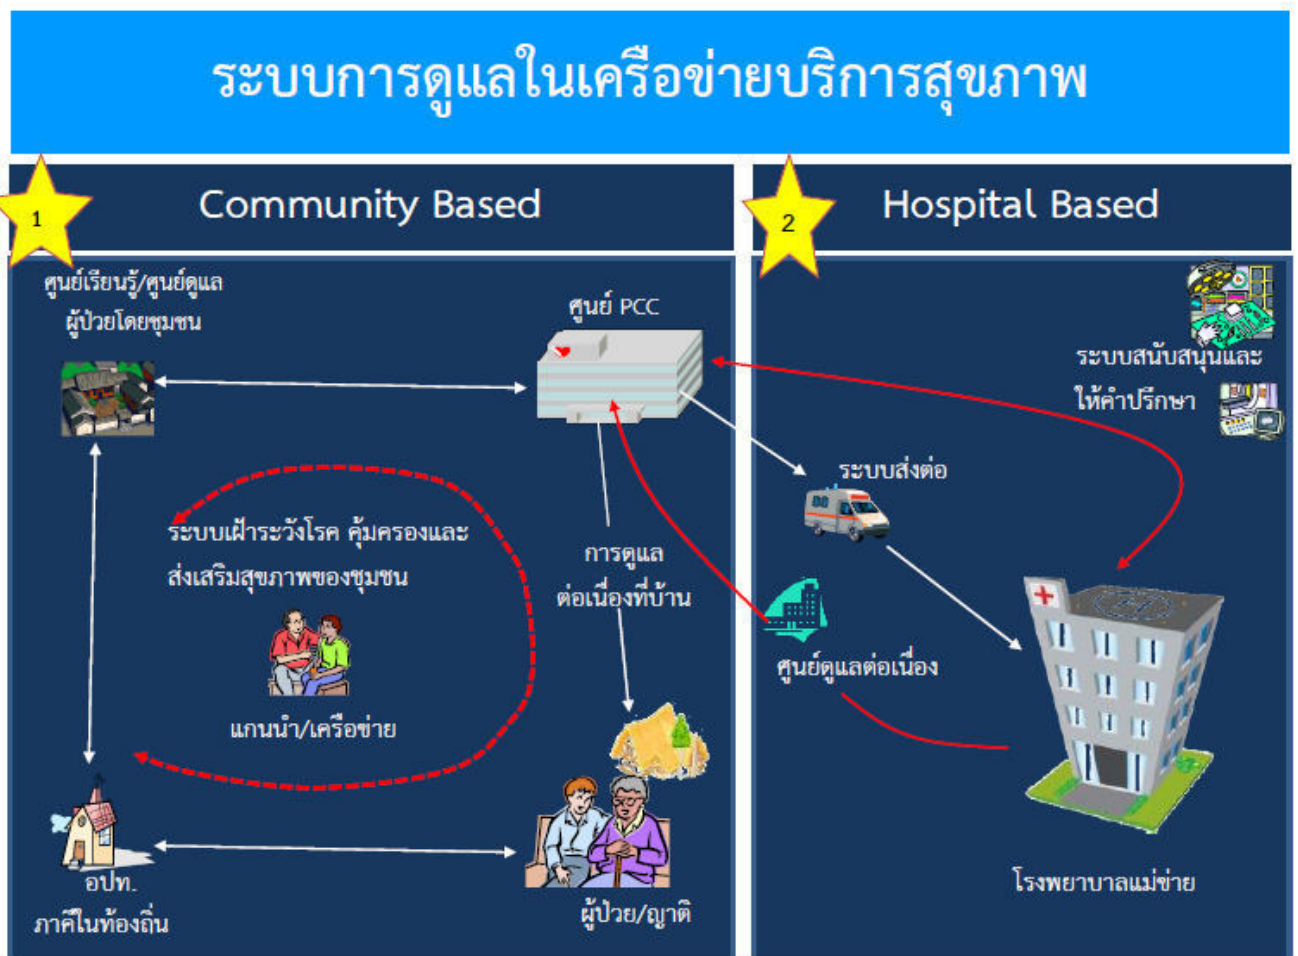 ระบบการดูแลในเครือข่ายบริการสุขภาพ
1
Community Based
ศูนย์เรียนรู้/ศูนย์ดูแล
ผู้ป่วยโดยชุมชน
ศูนย์ PCC
ระบบเฝ้าระวังโรค คุ้มครองและ
ส่งเสริมสุขภาพของชุมชน
การดูแล
ต่อเนื่องที่บ้าน
แกนนำ/เครือข่าย
อปท.
ภาคีในท้องถิ่น
ผู้ป่วย/ญาติ
2
Hospital Based
ระบบสนับสนุนและ
ให้คำปรึกษา
ระบบส่งต่อ
ศูนย์ดูแลต่อเนื่อง
โรงพยาบาลแม่ข่าย